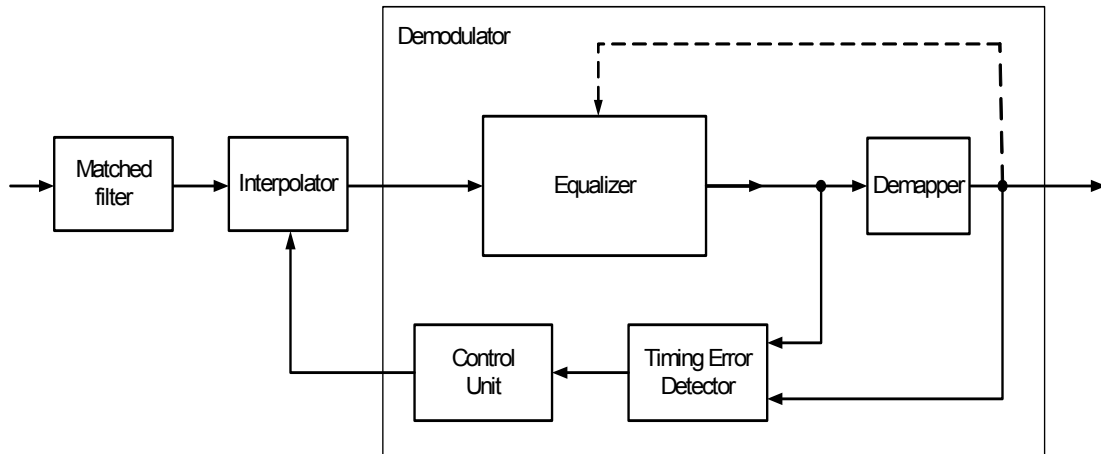 Demodulator
Matched
filter
Interpolator
Equalizer
Demapper
Control
Unit
Timing Error
Detector